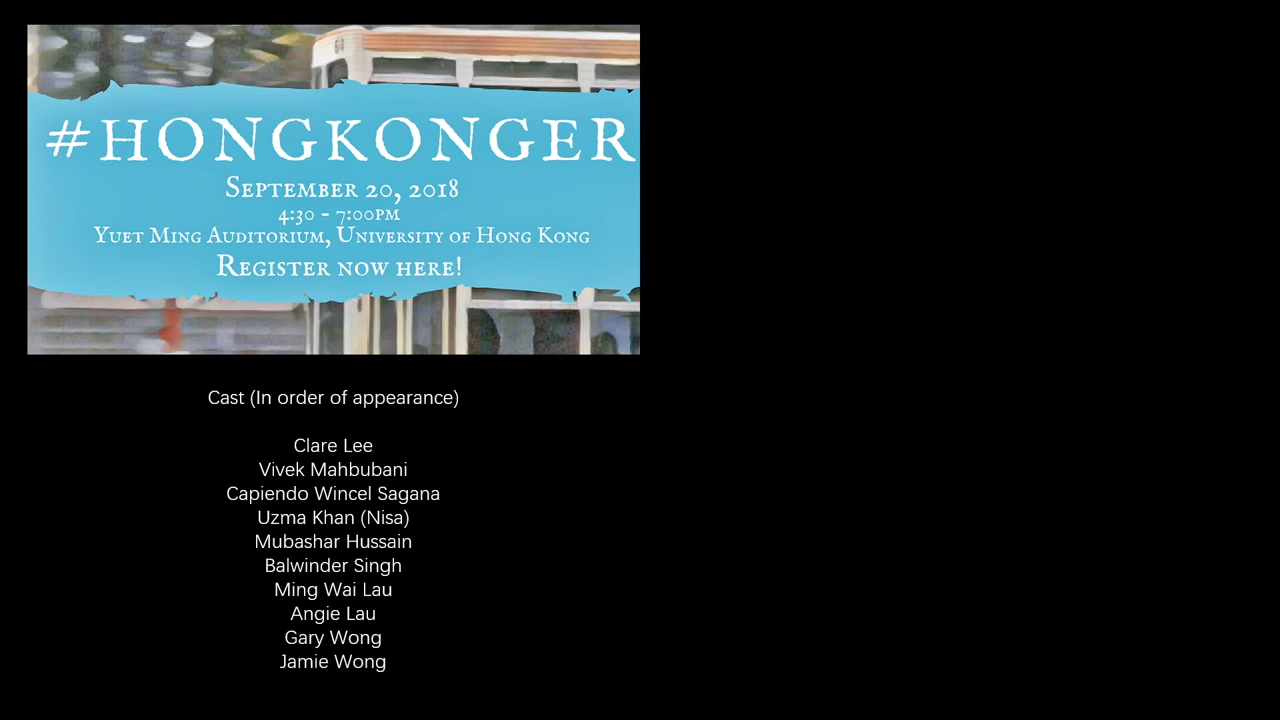 #HONGKONGER
September 20, 2018
4:30 - 7:00pm
Yuet Ming Auditorium, University of Hong Kong
Register now here!
Cast (In order of appearance)
Clare Lee
Vivek Mahbubani
Capiendo Wincel Sagana
Uzma Khan (Nisa)
Mubashar Hussain
Balwinder Singh
Ming Wai Lau
Angie Lau
Gary Wong
Jamie Wong